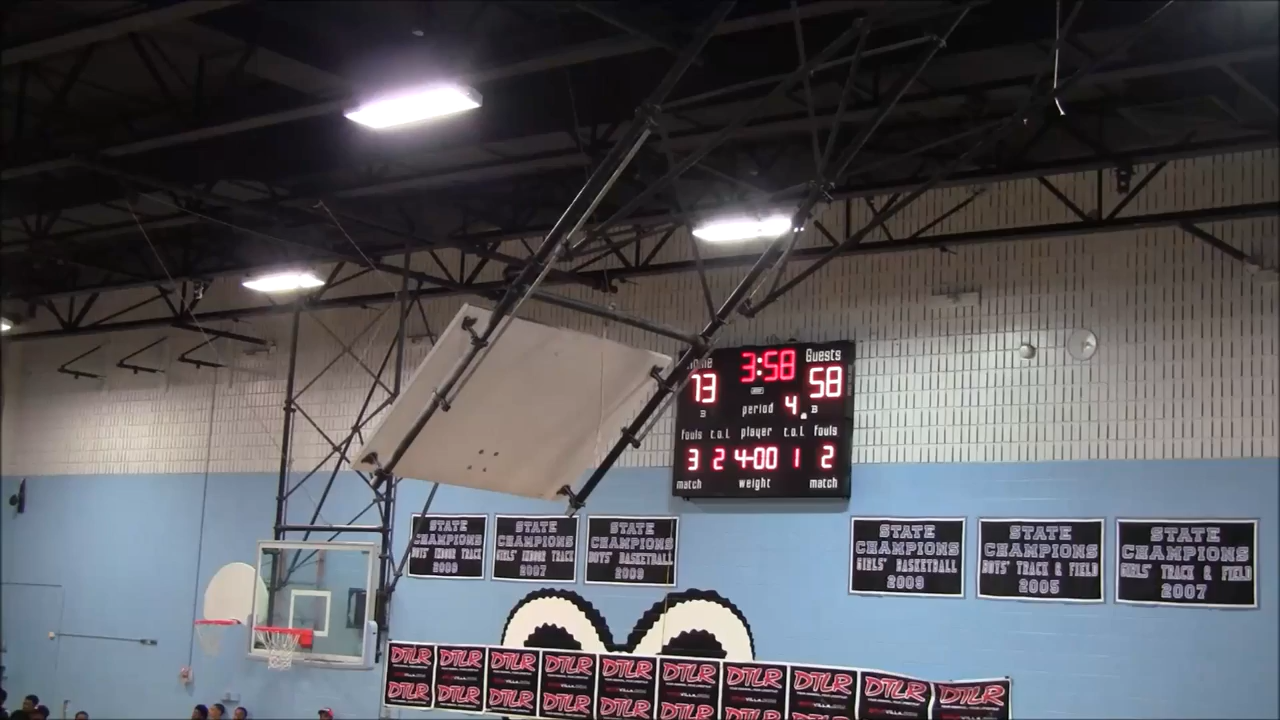 3:58
Guests
73
58
period 4
B
B
fouls t.o.l player t.o.l fouls
3 2 4-00 1 2
match weight match
STATE
CHAMPIONS
BOYS' INDOOR TRACK
STATE
CHAMPIONS
GIRLS' INDOOR TRACK
2007
STATE
CHAMPIONS
BOYS' BASKETBALL
2009
STATE
CHAMPIONS
GIRLS' BASKETBALL
2009
STATE
CHAMPIONS
BOYS' TRACK & FIELD
2005
STATE
CHAMPIONS
GIRLS' TRACK & FIELD
2007
DTLR DTLR DTLR DTLR DTLR DTLR DTLR DTLR DTLR DTLR
DTLR DTLR DTLR DTLR DTLR DTLR DTLR DTLR DTLR DTLR